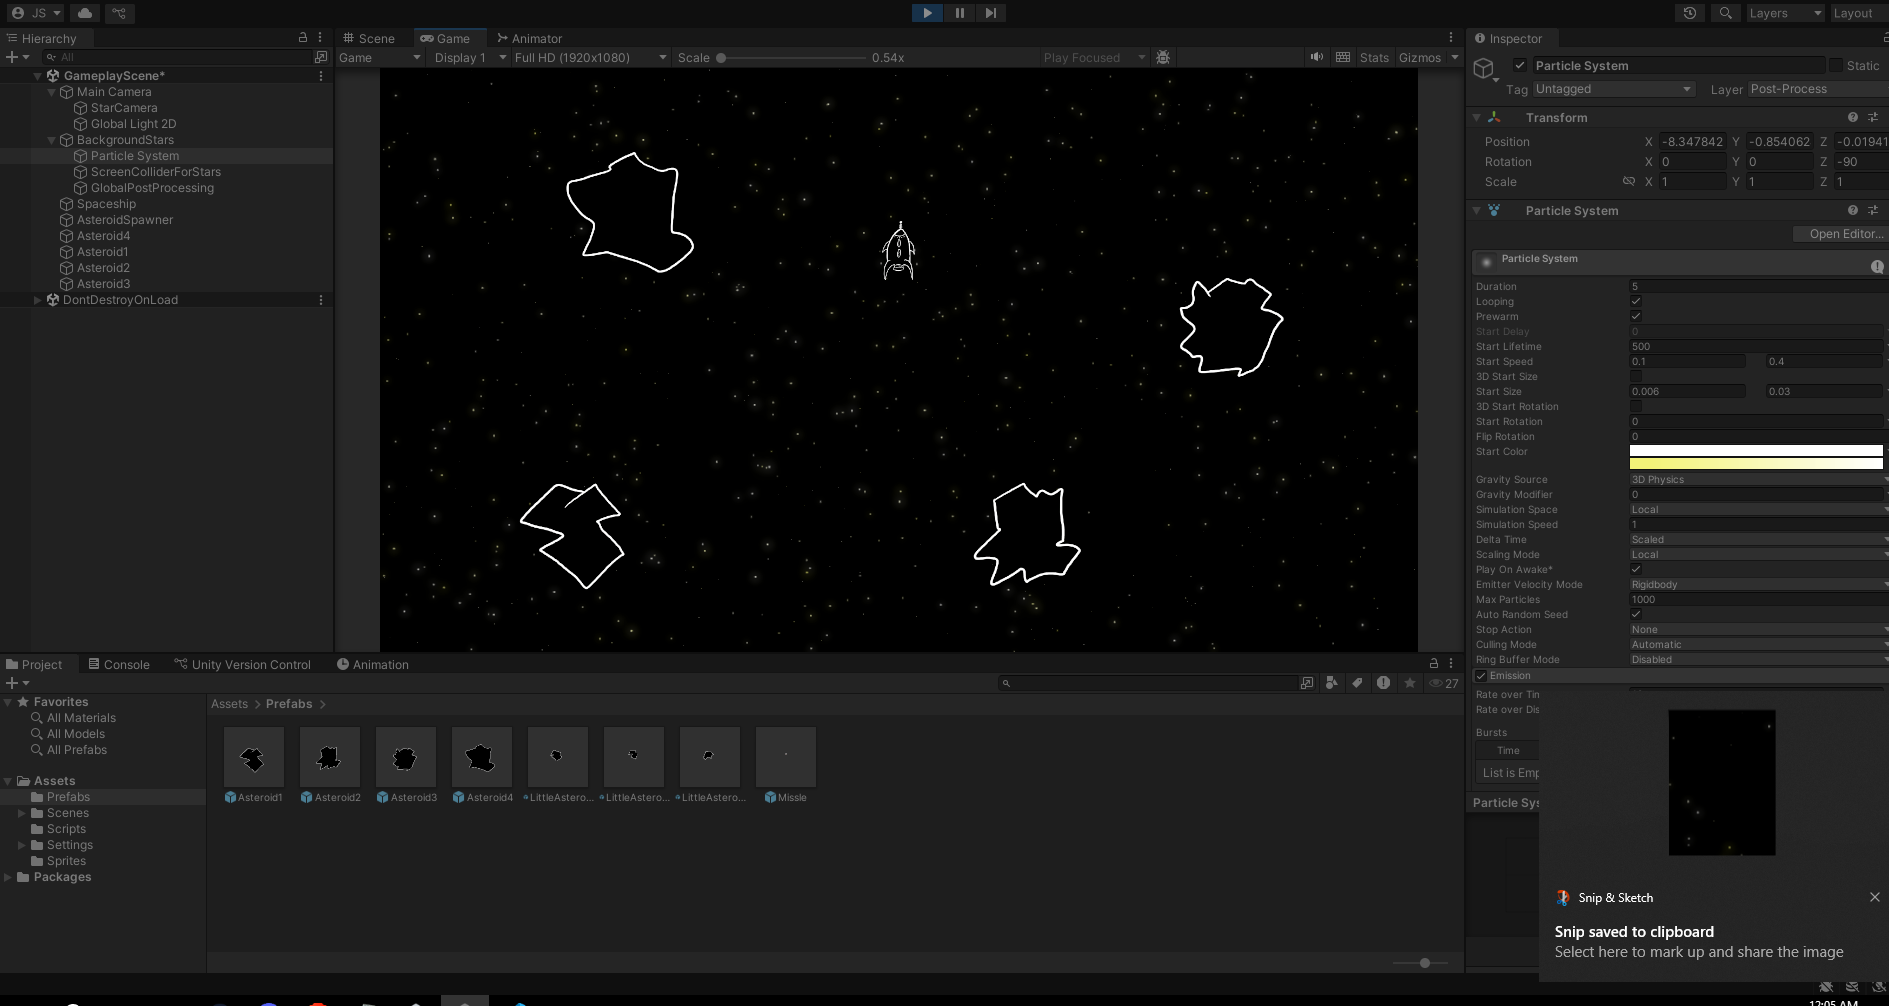 JS
Layers
Layout
Hierarchy
Scene
Game
Animator
Inspector
All
Game
Display 1
Full HD (1920x1080)
Scale
0.54x
Play Focused
Stats
Gizmos
Particle System
Static
Tag Untagged
Layer Post-Process
GameplayScene*
Main Camera
StarCamera
Global Light 2D
BackgroundStars
Particle System
ScreenColliderForStars
GlobalPostProcessing
Spaceship
AsteroidSpawner
Asteroid4
Asteroid1
Asteroid2
Asteroid3
DontDestroyOnLoad
Transform
Position X -8.347842 Y -0.854062 Z -0.01941
Rotation X 0 Y 0 Z -90
Scale X 1 Y 1 Z 1
Particle System
Open Editor...
Particle System
Duration 5
Looping
Prewarm
Start Delay 0
Start Lifetime 500
Start Speed 0.1 0.4
3D Start Size
Start Size 0.006 0.03
3D Start Rotation
Start Rotation 0
Flip Rotation 0
Start Color
Gravity Source 3D Physics
Gravity Modifier 0
Simulation Space Local
Simulation Speed 1
Delta Time Scaled
Scaling Mode Local
Play On Awake*
Emitter Velocity Mode Rigidbody
Max Particles 1000
Auto Random Seed
Stop Action None
Culling Mode Automatic
Ring Buffer Mode Disabled
Emission
Rate over Tim
Rate over Dis
Bursts
Time
List is Emp
Particle Sys
Project
Console
Unity Version Control
Animation
27
Favorites
All Materials
All Models
All Prefabs
Assets
Prefabs
Scenes
Scripts
Settings
Sprites
Packages
Assets > Prefabs >
Asteroid1
Asteroid2
Asteroid3
Asteroid4
LittleAstero...
LittleAstero...
LittleAstero...
Missle
Snip & Sketch
Snip saved to clipboard
Select here to mark up and share the image
12:05 AM